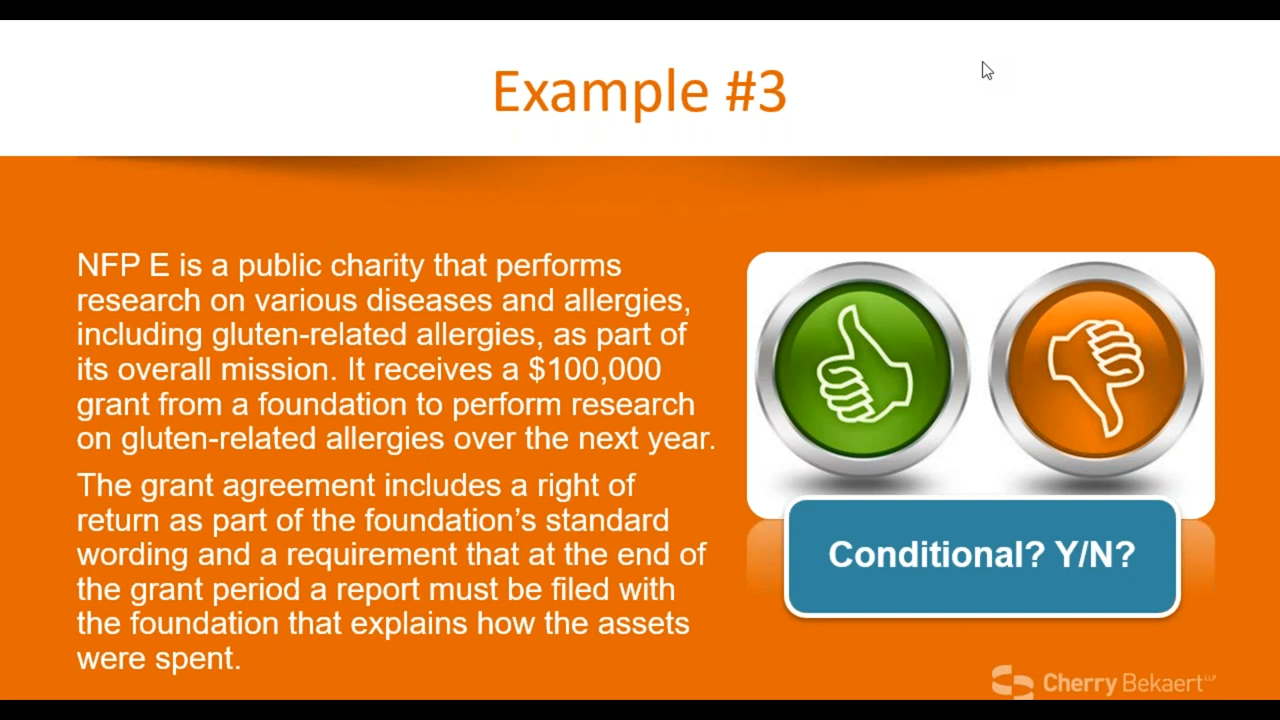 Example #3
NFP E is a public charity that performs
research on various diseases and allergies,
including gluten-related allergies, as part of
its overall mission. It receives a $100,000
grant from a foundation to perform research
on gluten-related allergies over the next year.
The grant agreement includes a right of
return as part of the foundation's standard
wording and a requirement that at the end of
the grant period a report must be filed with
the foundation that explains how the assets
were spent.
Conditional? Y/N?
Cherry Bekaert LLP